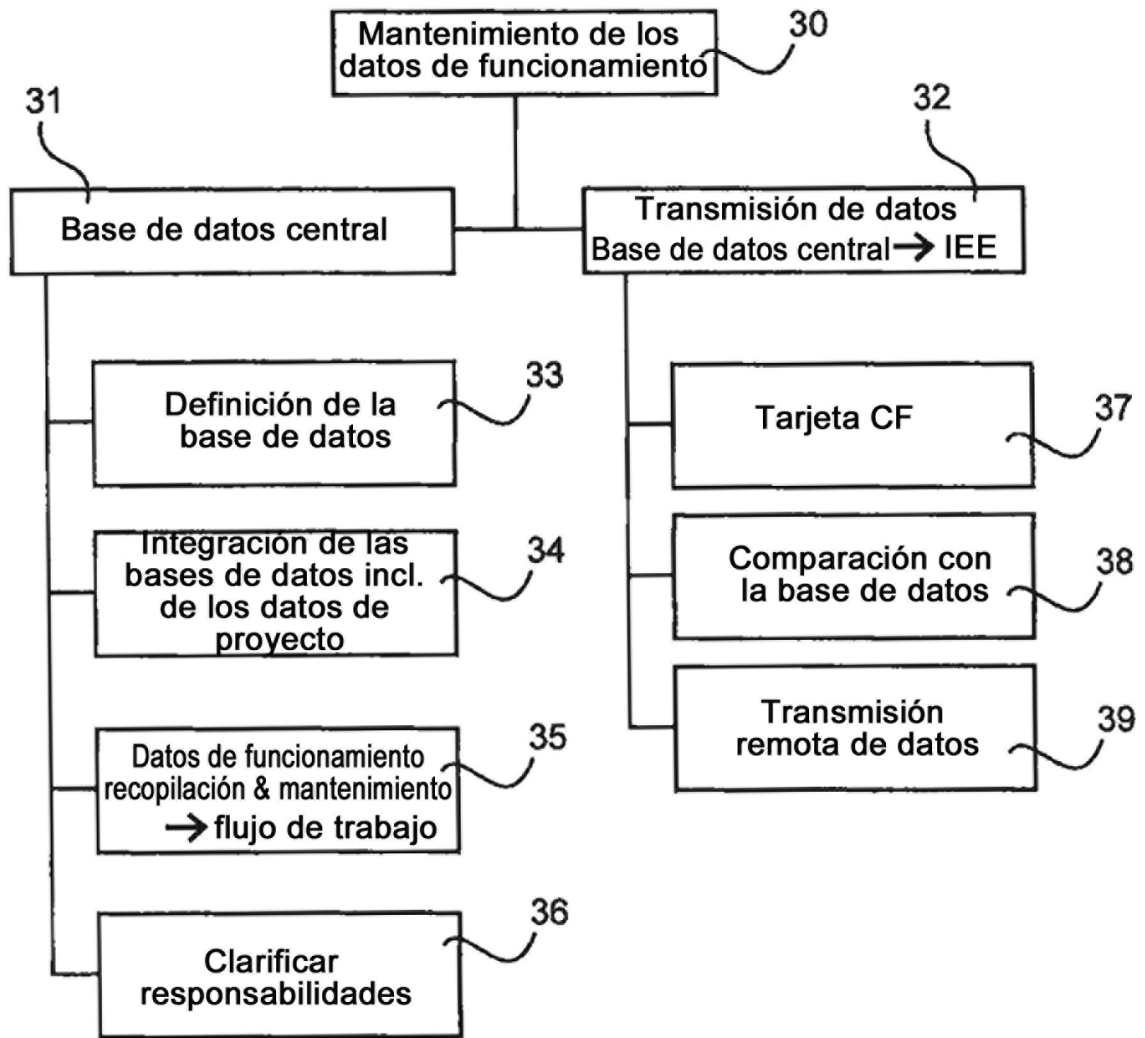 Mantenimiento de los
datos de funcionamiento
30
31
Base de datos central
32
Transmisión de datos
Base de datos central → IEE
33
Definición de la
base de datos
34
Integración de las
bases de datos incl.
de los datos de
proyecto
35
Datos de funcionamiento
recopilación & mantenimiento
→ flujo de trabajo
36
Clarificar
responsabilidades
37
Tarjeta CF
38
Comparación con
la base de datos
39
Transmisión
remota de datos